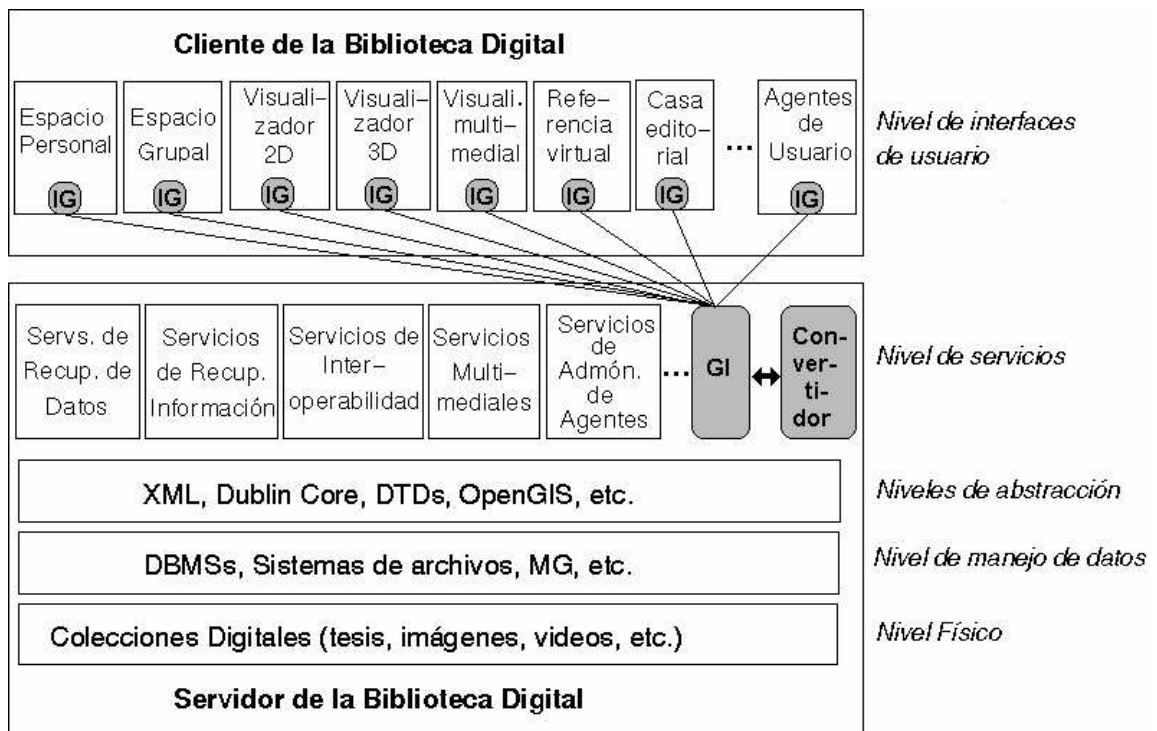 Cliente de la Biblioteca Digital
Espacio
Personal
IG
Espacio
Grupal
IG
Visuali-
zador
2D
IG
Visuali-
zador
3D
IG
Visuali.
multi-
medial
IG
Refe-
rencia
virtual
IG
Casa
edito-
rial
IG
...
Agentes
de
Usuario
IG
Nivel de interfaces
de usuario
Servs. de
Recup. de
Datos
Servicios
de Recup.
Información
Servicios de
Inter-
operabilidad
Servicios
Multi-
mediales
Servicios
de
Admón.
de
Agentes
...
GI
Con-
ver-
ti-
dor
Nivel de servicios
XML, Dublin Core, DTDs, OpenGIS, etc.
Niveles de abstracción
DBMSs, Sistemas de archivos, MG, etc.
Nivel de manejo de datos
Colecciones Digitales (tesis, imágenes, videos, etc.)
Nivel Físico
Servidor de la Biblioteca Digital